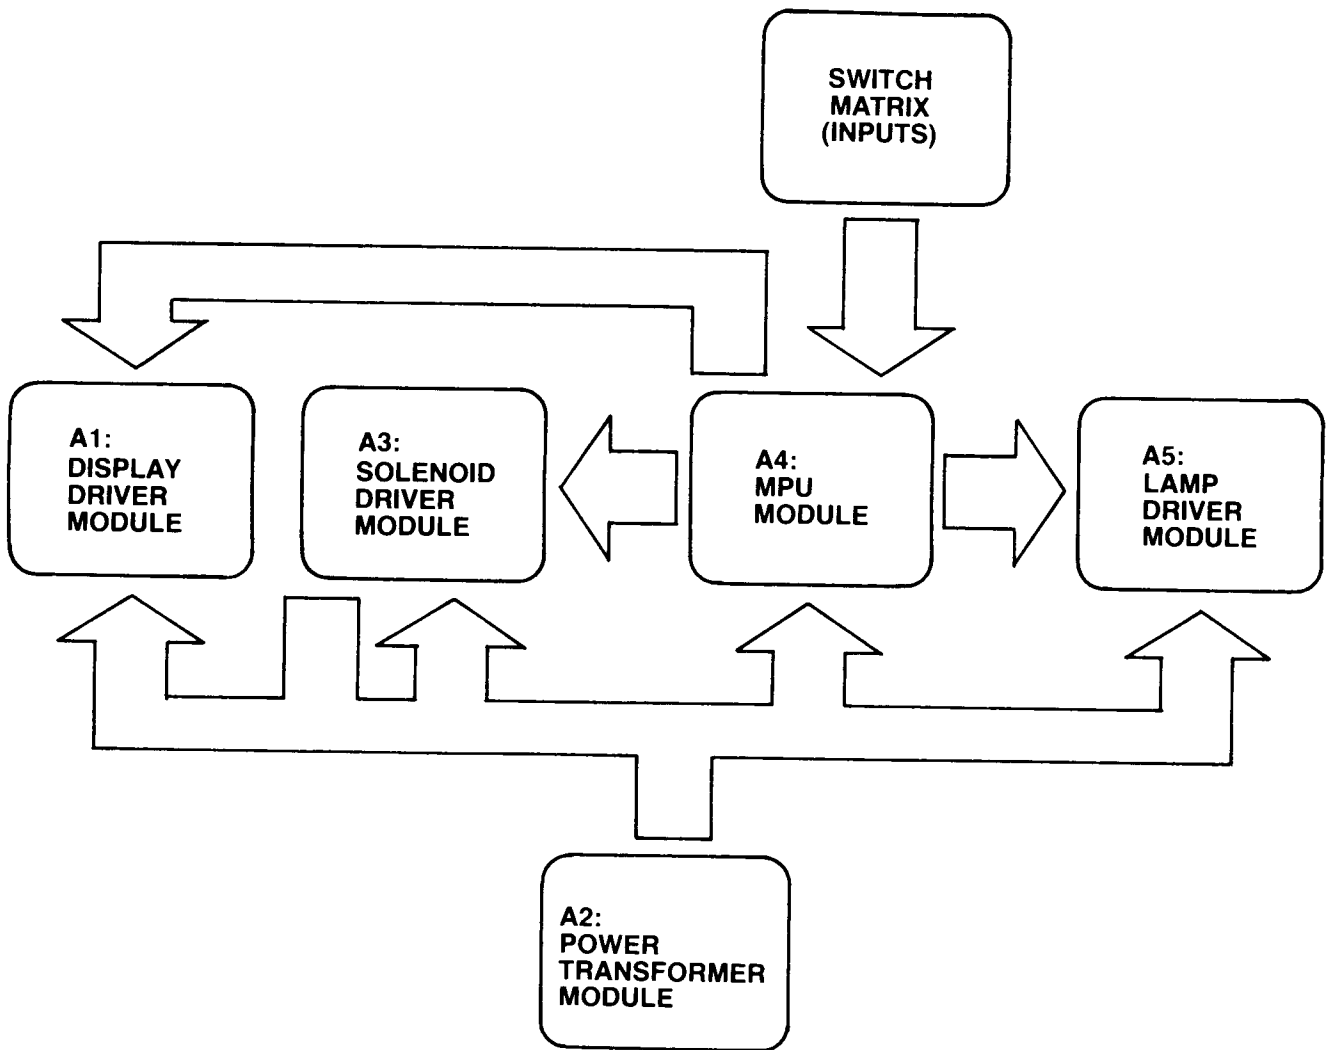 SWITCH
MATRIX
(INPUTS)
A1:
DISPLAY
DRIVER
MODULE
A3:
SOLENOID
DRIVER
MODULE
A4:
MPU
MODULE
A5:
LAMP
DRIVER
MODULE
A2:
POWER
TRANSFORMER
MODULE